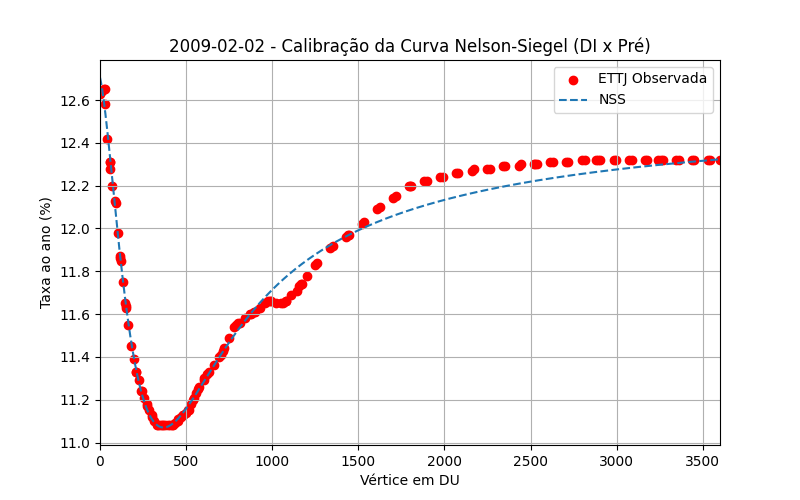 2009-02-02 - Calibração da Curva Nelson-Siegel (DI x Pré)
ETTJ Observada
NSS
Taxa ao ano (%)
12.6
12.4
12.2
12.0
11.8
11.6
11.4
11.2
11.0
0 500 1000 1500 2000 2500 3000 3500
Vértice em DU